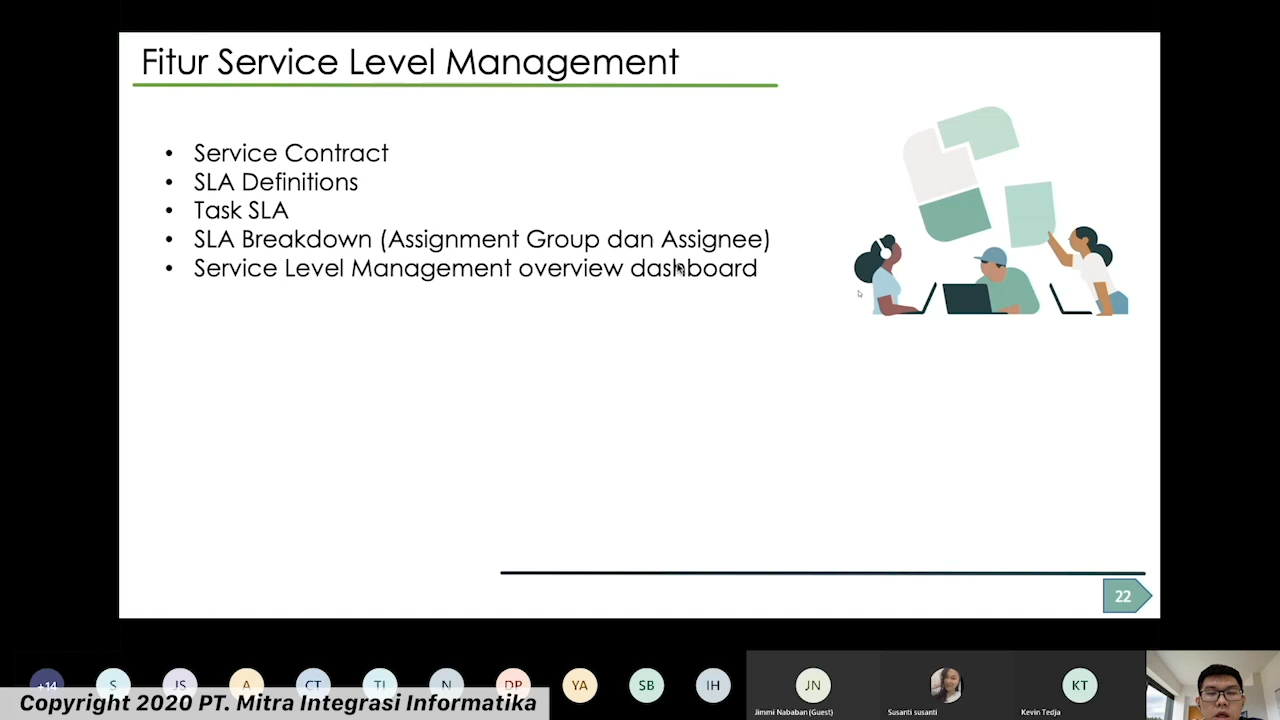 Fitur Service Level Management
• Service Contract
• SLA Definitions
• Task SLA
• SLA Breakdown (Assignment Group dan Assignee)
• Service Level Management overview dashboard
22
+14
S
JS
A
CT
TI
N
DP
YA
SB
IH
JN
KT
Jimmi Nababan (Guest)
Susanti susanti
Kevin Tedja
Copyright 2020 PT. Mitra Integrasi Informatika